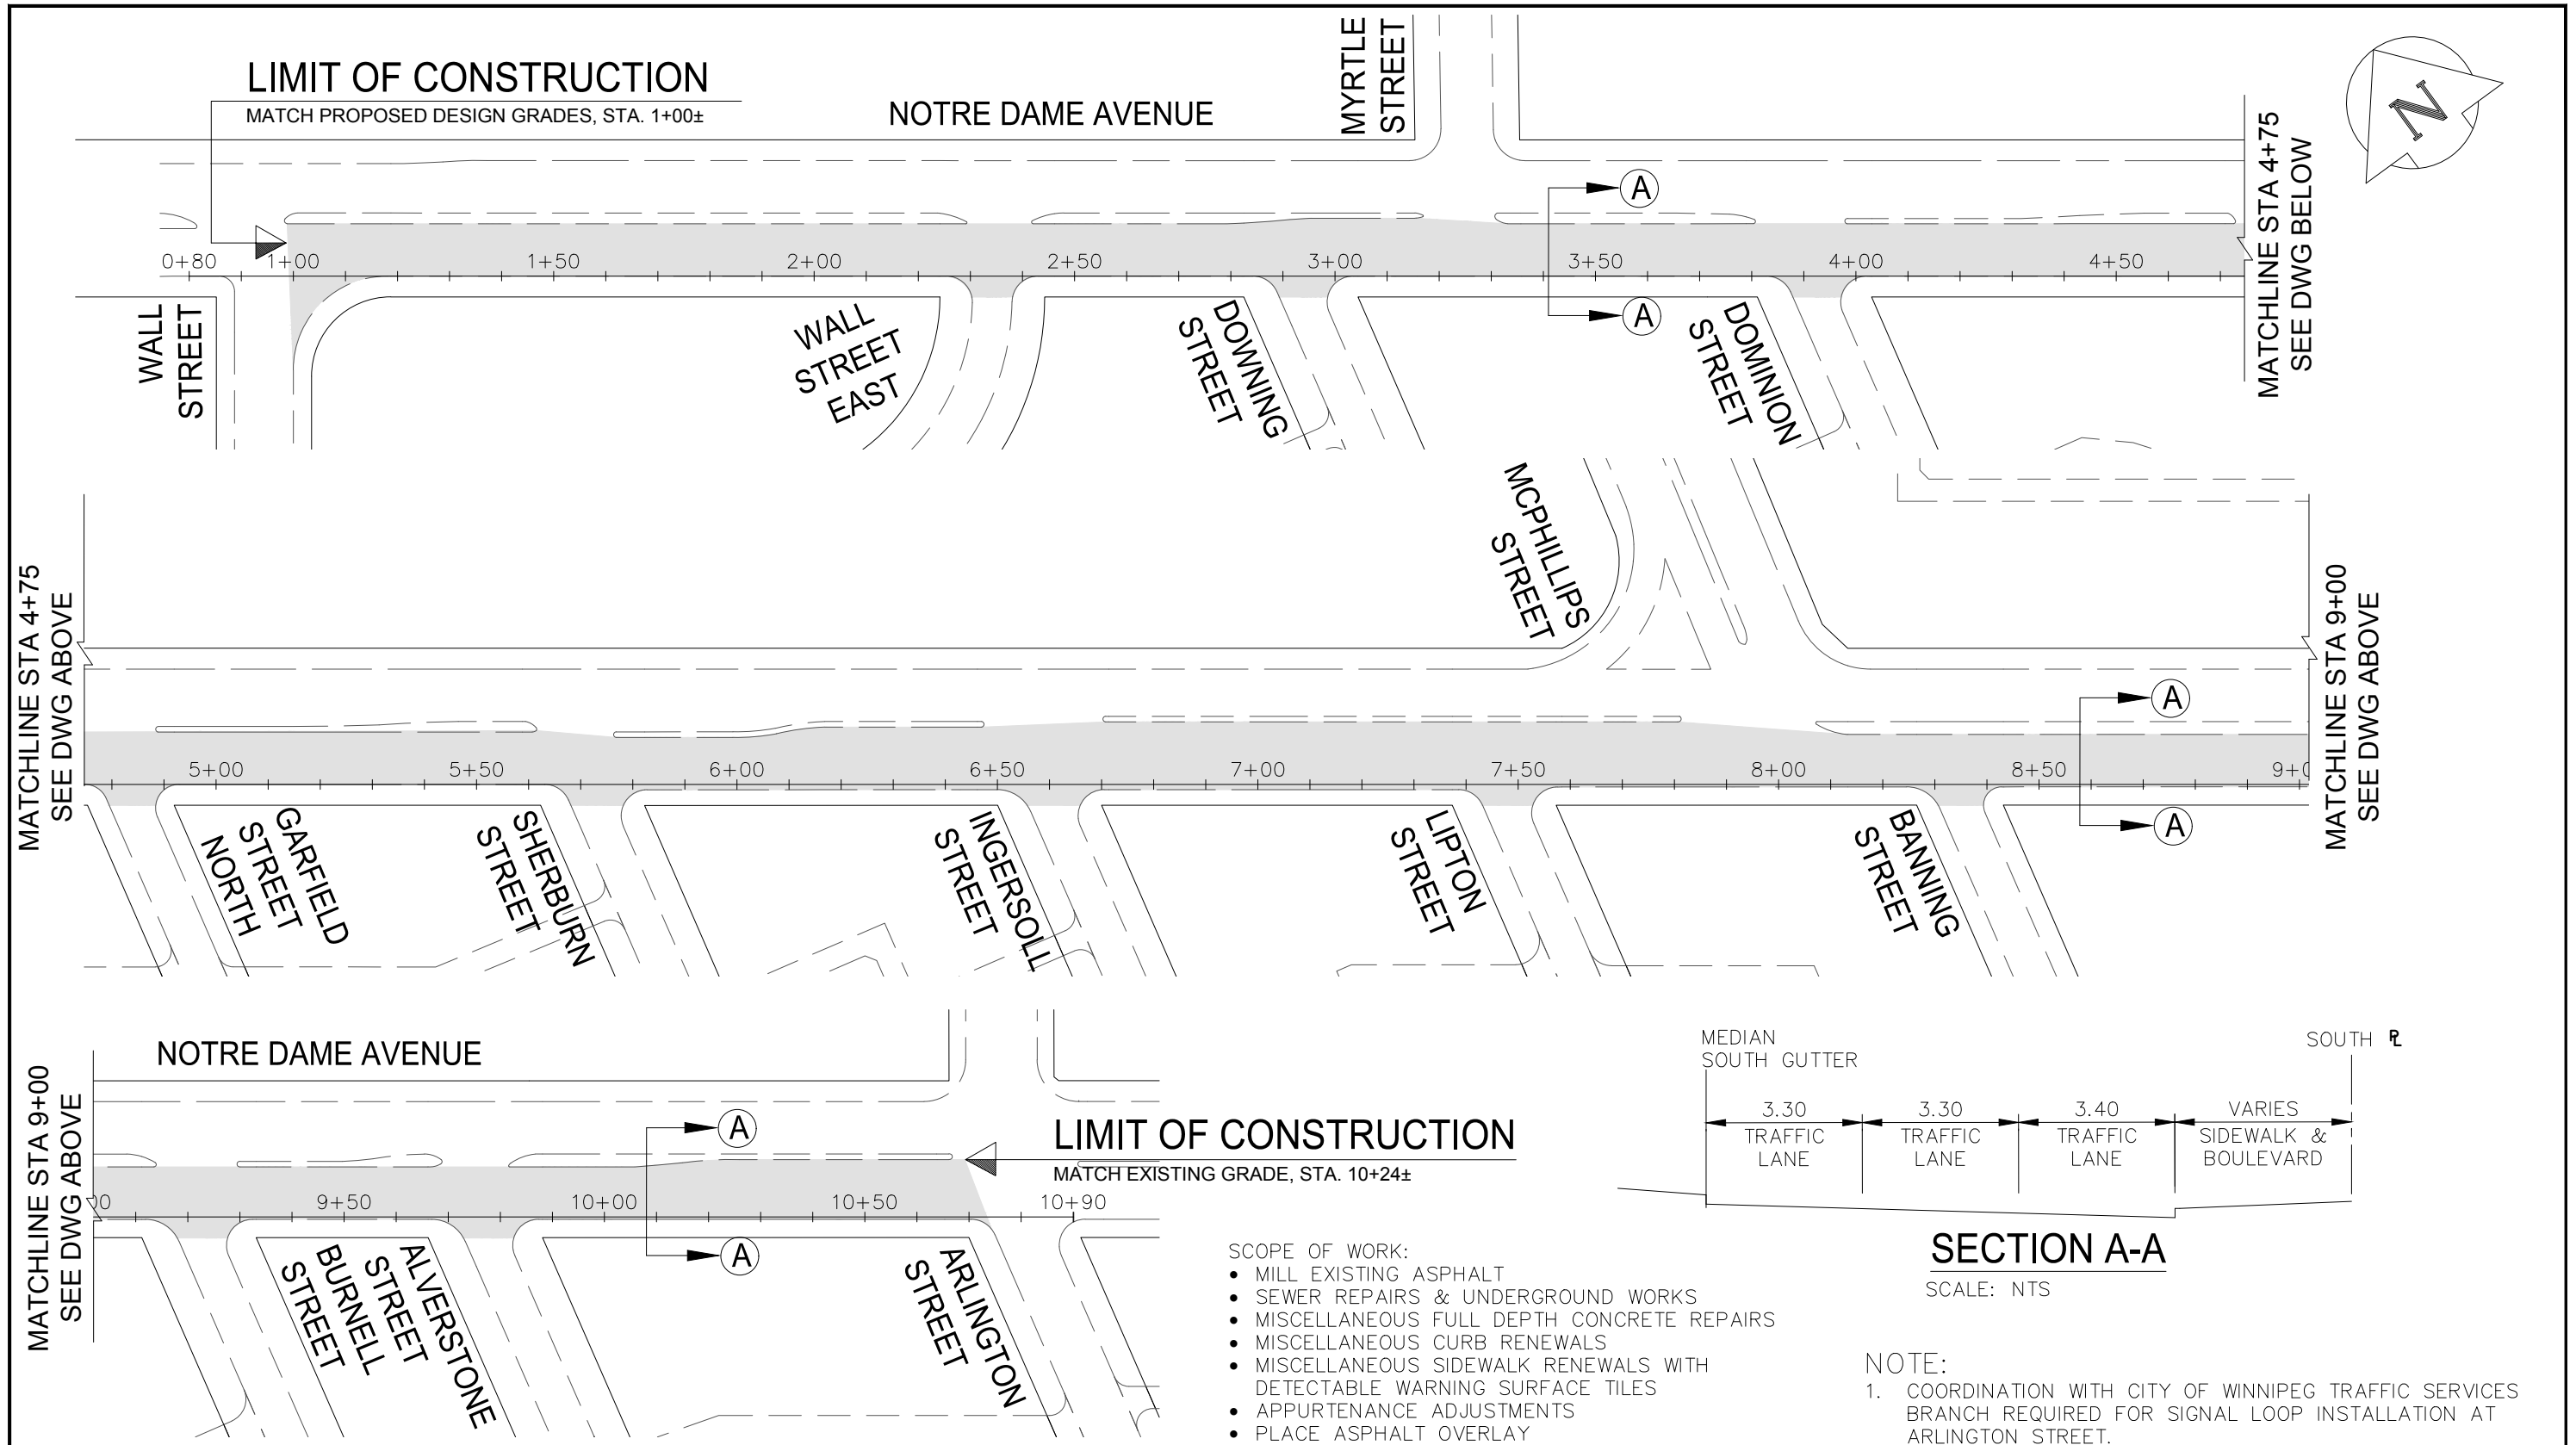 LIMIT OF CONSTRUCTION
MATCH PROPOSED DESIGN GRADES, STA. 1+00±
NOTRE DAME AVENUE
MYRTLE
STREET
N
MATCHLINE STA 4+75
SEE DWG BELOW
A
A
0+80
1+00
1+50
2+00
2+50
3+00
3+50
4+00
4+50
WALL
STREET
WALL
STREET
EAST
DOWNING
STREET
DOMINION
STREET
MCPHILLIPS
STREET
MATCHLINE STA 4+75
SEE DWG ABOVE
MATCHLINE STA 9+00
SEE DWG ABOVE
A
A
5+00
5+50
6+00
6+50
7+00
7+50
8+00
8+50
9+0
GARFIELD
STREET
NORTH
SHERBURN
STREET
INGERSOLL
STREET
LIPTON
STREET
BANNING
STREET
NOTRE DAME AVENUE
MATCHLINE STA 9+00
SEE DWG ABOVE
A
A
LIMIT OF CONSTRUCTION
MATCH EXISTING GRADE, STA. 10+24±
00
9+50
10+00
10+50
10+90
BURNELL
STREET
ALVERSTONE
STREET
ARLINGTON
STREET
MEDIAN
SOUTH GUTTER
SOUTH PL
3.30
TRAFFIC
LANE
3.30
TRAFFIC
LANE
3.40
TRAFFIC
LANE
VARIES
SIDEWALK &
BOULEVARD
SECTION A-A
SCALE: NTS
SCOPE OF WORK:
• MILL EXISTING ASPHALT
• SEWER REPAIRS & UNDERGROUND WORKS
• MISCELLANEOUS FULL DEPTH CONCRETE REPAIRS
• MISCELLANEOUS CURB RENEWALS
• MISCELLANEOUS SIDEWALK RENEWALS WITH
DETECTABLE WARNING SURFACE TILES
• APPURTENANCE ADJUSTMENTS
• PLACE ASPHALT OVERLAY
NOTE:
1. COORDINATION WITH CITY OF WINNIPEG TRAFFIC SERVICES
BRANCH REQUIRED FOR SIGNAL LOOP INSTALLATION AT
ARLINGTON STREET.